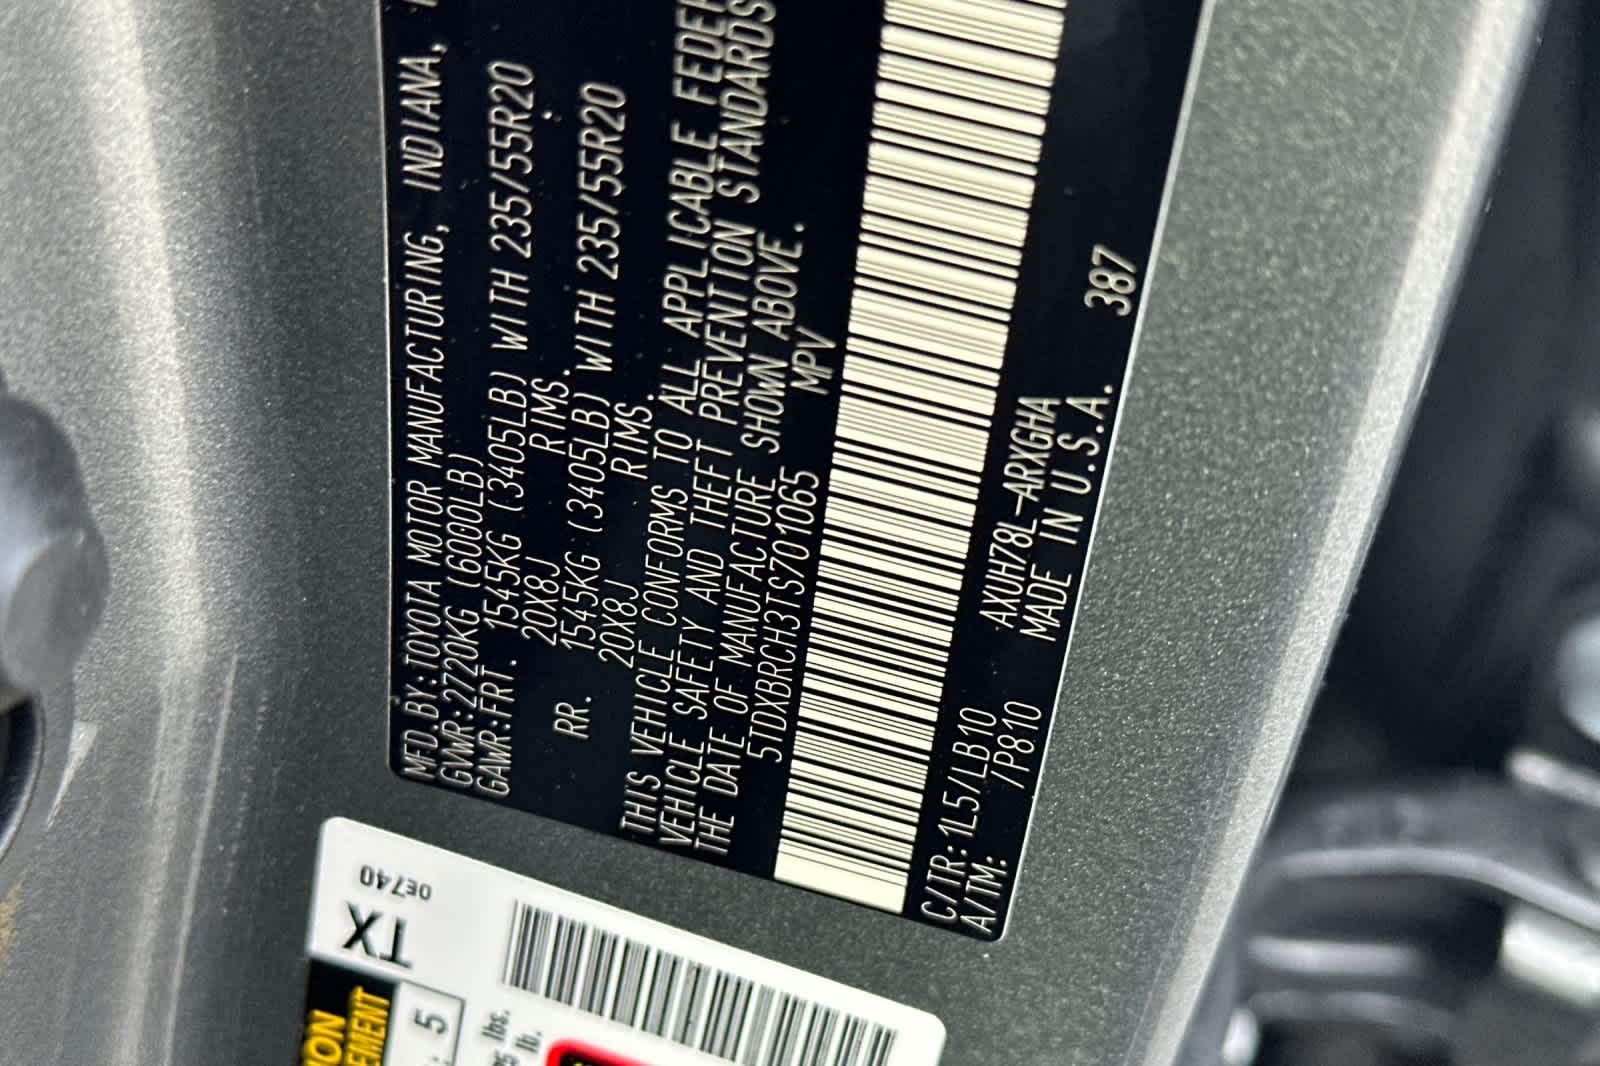 MFD.BY:TOYOTA MOTOR MANUFACTURING, INDIANA,
GVWR:2720KG (6000LB)
GAWR:FRT. 1545KG (3405LB) WITH 235/55R20
20X8J RIMS.
RR. 1545KG (3405LB) WITH 235/55R20
20X8J RIMS.
THIS VEHICLE CONFORMS TO ALL APPLICABLE
VEHICLE SAFETY AND THEFT PREVENTION STANDARDS
THE DATE OF MANUFACTURE SHOWN ABOVE.
5TDXBRCH3TS701065 MPV
AXUH78L-ARXGHA
C/TR:1L5/LB10 MADE IN U.S.A. 387
A/TM: /P810
0E740
TX
5
lbs.
lb.